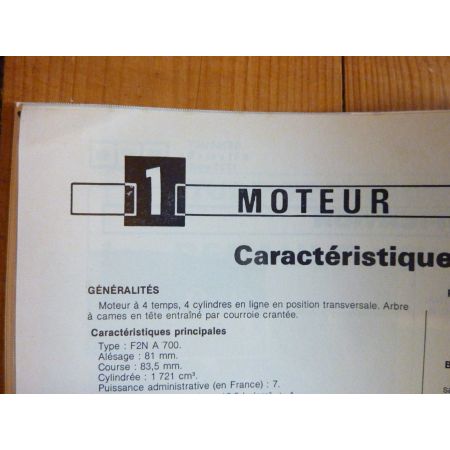 1 MOTEUR
Caractéristique
GÉNÉRALITÉS
Moteur à 4 temps, 4 cylindres en ligne en position transversale. Arbre
à cames en tête entraîné par courroie crantée.
Caractéristiques principales
Type : F2N A 700.
Alésage : 81 mm.
Course : 83,5 mm.
Cylindrée : 1 721 cm³.
Puissance administrative (en France) : 7.